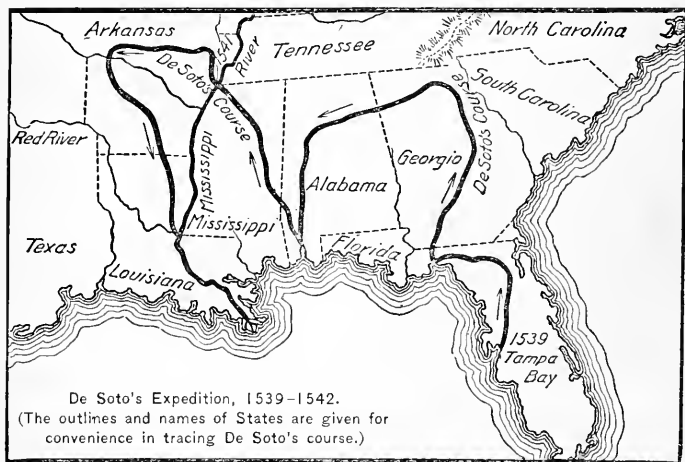 Arkansas
1541
River
Tennessee
North Carolina
De Soto's Course
De Soto's Course
South Carolina
Red River
Mississippi
Georgio
Alabama
Mississippi
Florida
Texas
Louisiana
1539
Tampa
Bay
De Soto's Expedition, 1539–1542.
(The outlines and names of States are given for
convenience in tracing De Soto's course.)